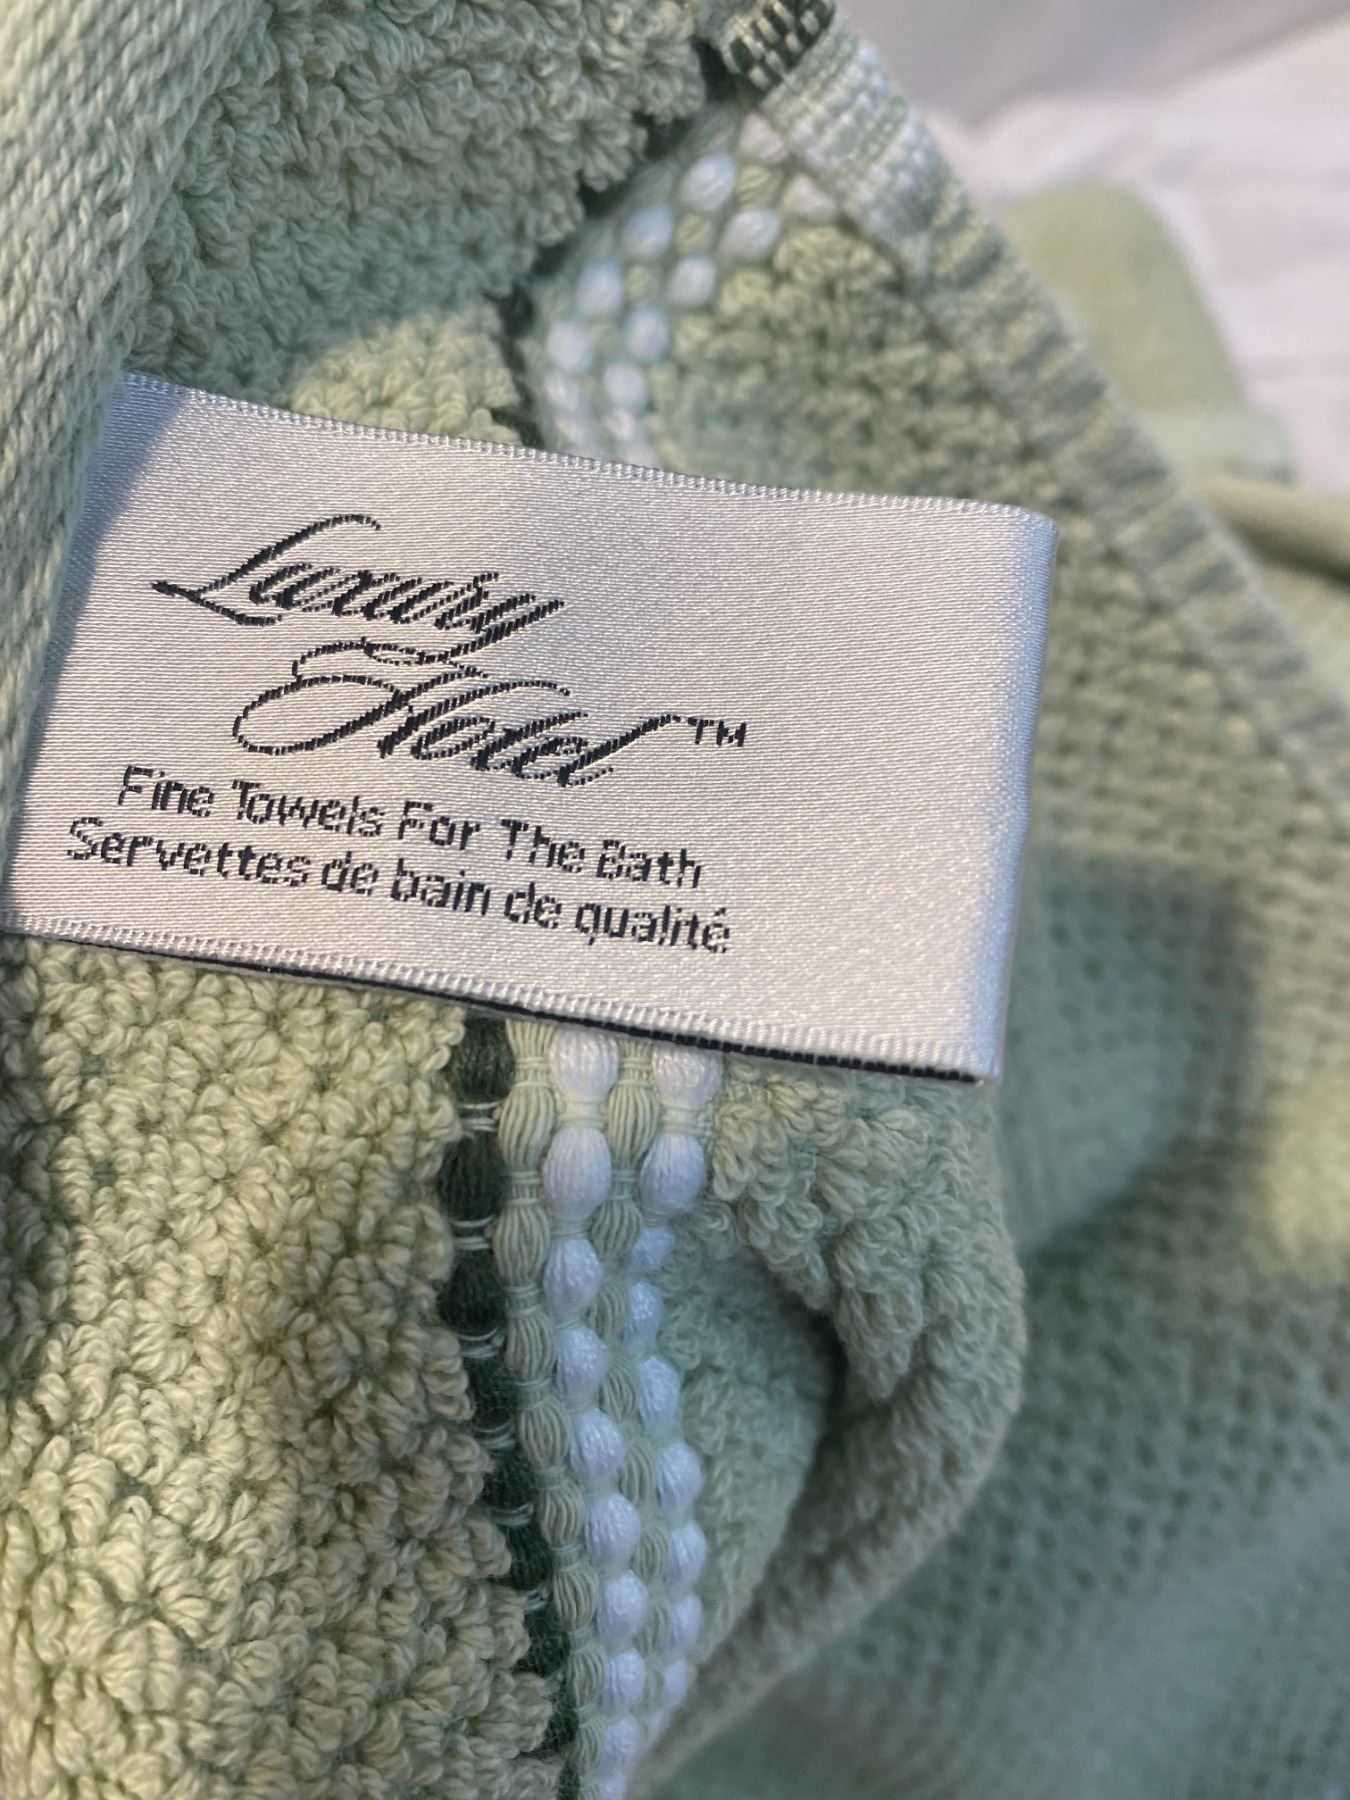 Luxury
Hotel™
Fine Towels For The Bath
Servettes de bain de qualité